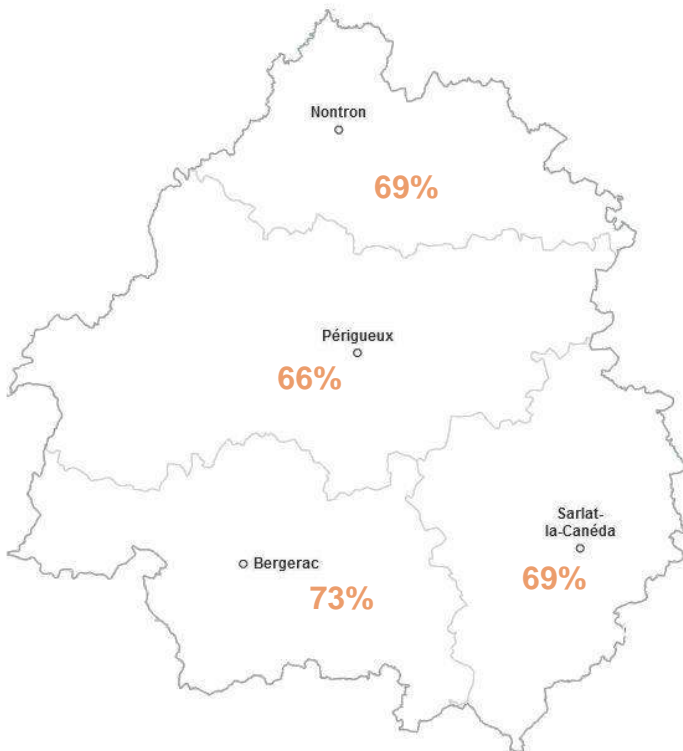 Nontron
69%
Périgueux
66%
Sarlat-
la-Canéda
Bergerac
69%
73%